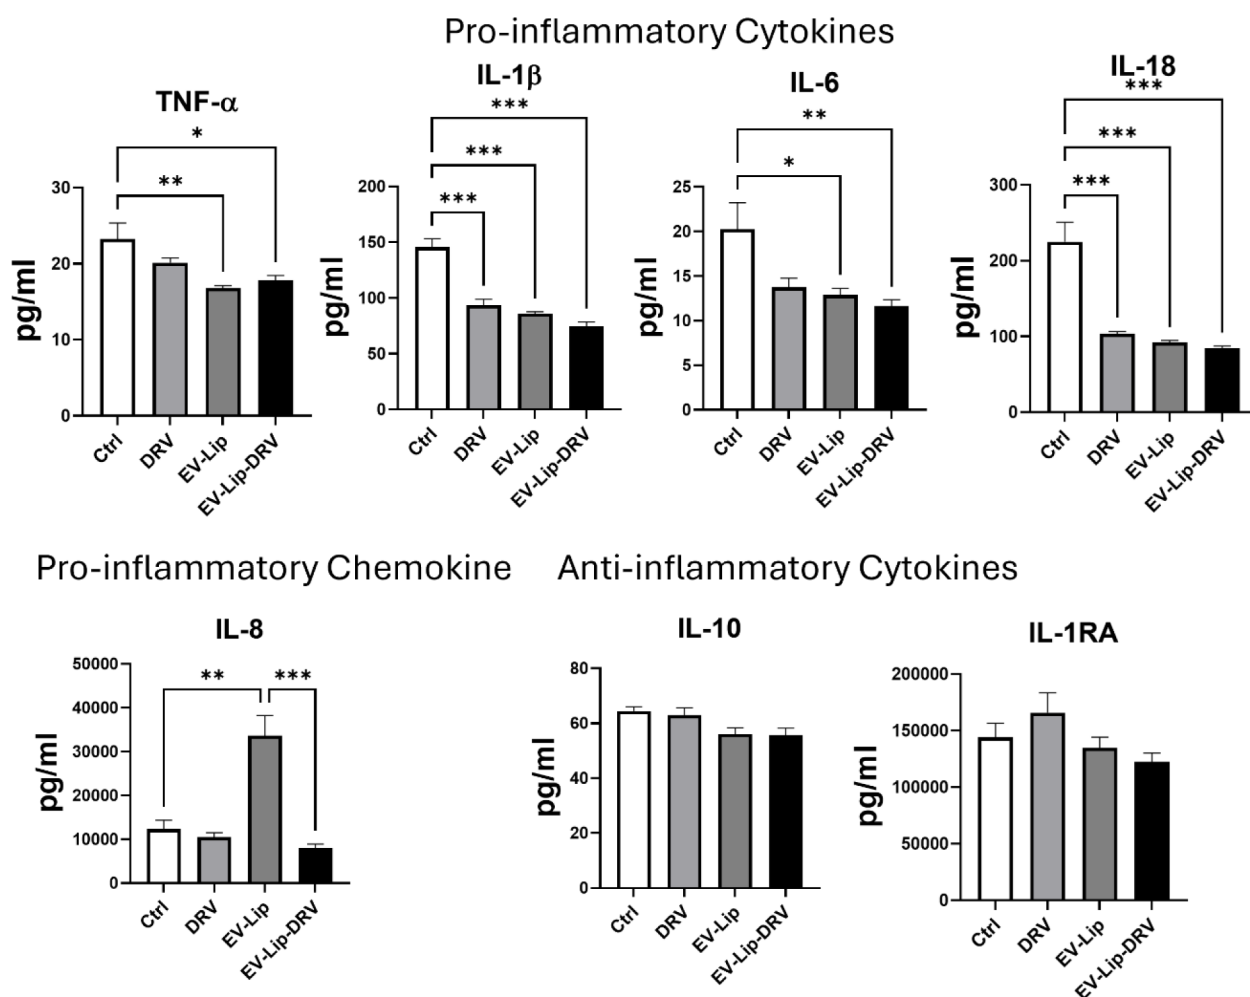 Pro-inflammatory Cytokines
TNF-α
*
**
pg/ml
30
20
10
0
Ctrl
DRV
EV-Lip
EV-Lip-DRV
IL-1β
***
***
***
pg/ml
200
150
100
50
0
Ctrl
DRV
EV-Lip
EV-Lip-DRV
IL-6
**
*
pg/ml
25
20
15
10
5
0
Ctrl
DRV
EV-Lip
EV-Lip-DRV
IL-18
***
***
***
pg/ml
300
200
100
0
Ctrl
DRV
EV-Lip
EV-Lip-DRV
Pro-inflammatory Chemokine
IL-8
** ***
pg/ml
50000
40000
30000
20000
10000
0
Ctrl
DRV
EV-Lip
EV-Lip-DRV
Anti-inflammatory Cytokines
IL-10
pg/ml
80
60
40
20
0
Ctrl
DRV
EV-Lip
EV-Lip-DRV
IL-1RA
pg/ml
200000
150000
100000
50000
0
Ctrl
DRV
EV-Lip
EV-Lip-DRV